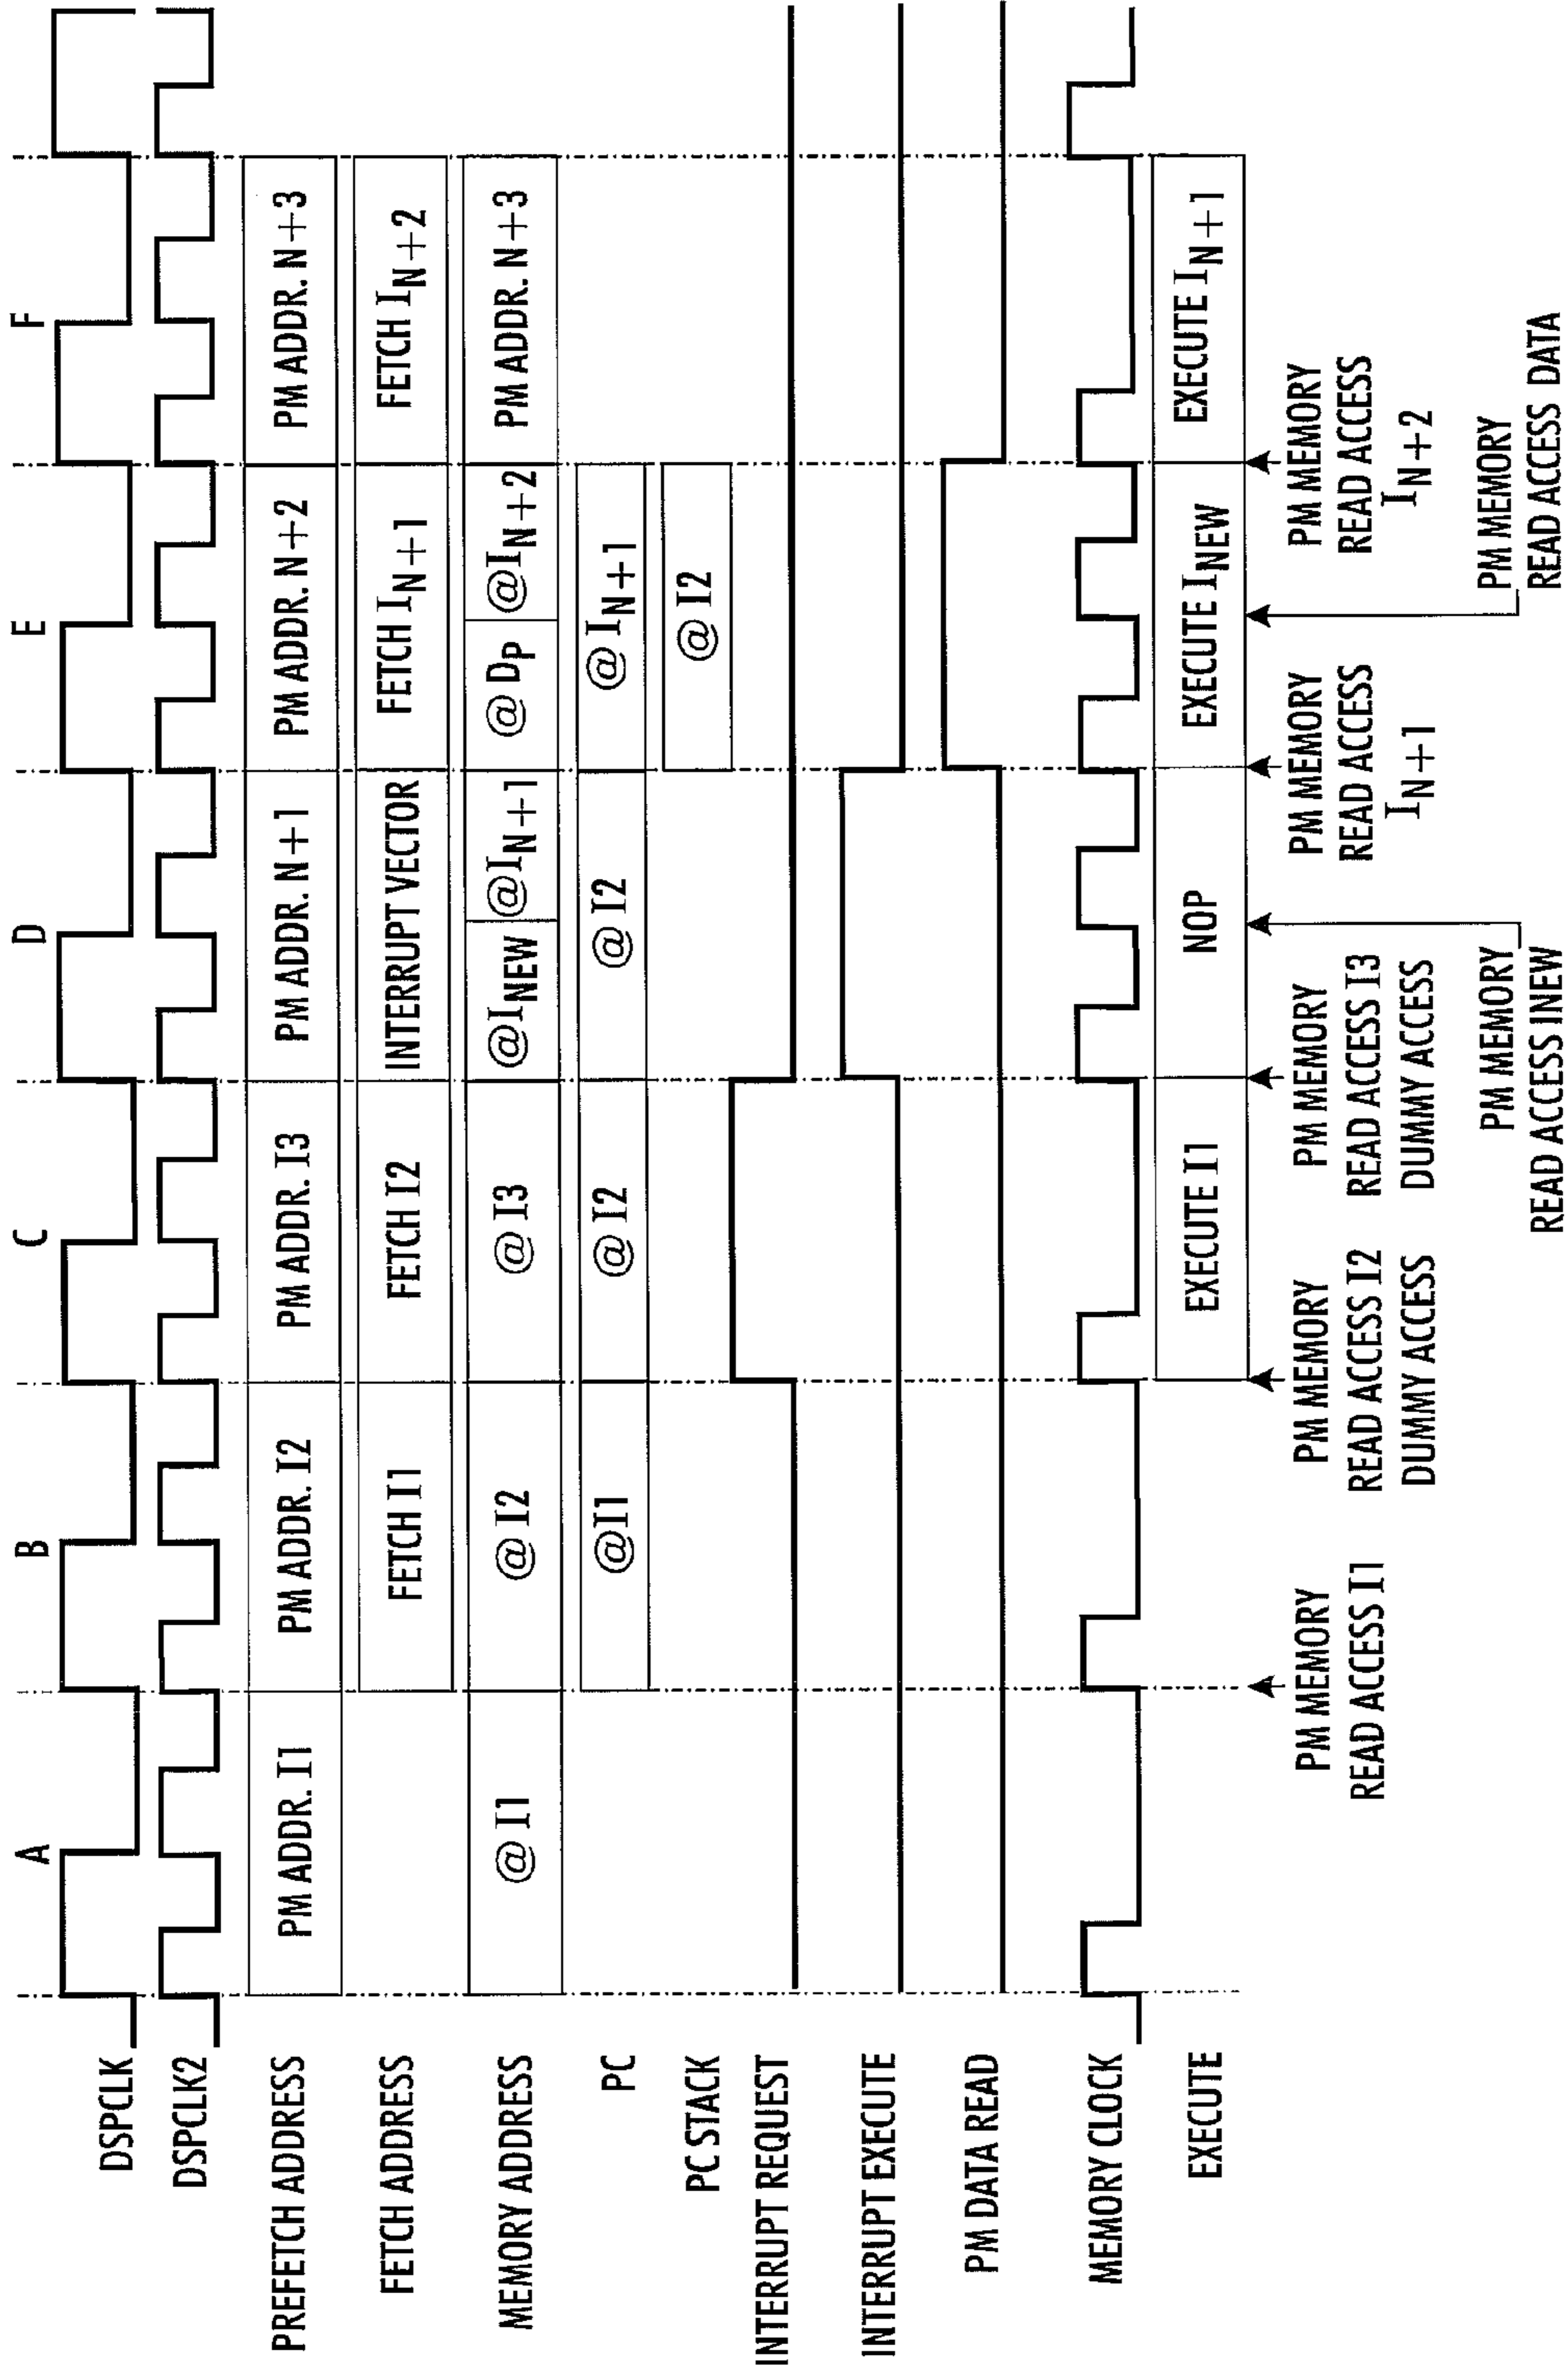 A B C D E F
DSPCLK
DSPCLK2
PREFETCH ADDRESS PM ADDR. I1 PM ADDR. I2 PM ADDR. I3 PM ADDR. N+1 PM ADDR. N+2 PM ADDR. N+3
FETCH ADDRESS FETCH I1 FETCH I2 INTERRUPT VECTOR FETCH IN+1 FETCH IN+2
MEMORY ADDRESS @ I1 @ I2 @ I3 @INEW @IN+1 @ DP @IN+2 PM ADDR. N+3
PC @I1 @ I2 @ I2 @ IN+1
PC STACK @ I2
INTERRUPT REQUEST
INTERRUPT EXECUTE
PM DATA READ
MEMORY CLOCK
EXECUTE EXECUTE I1 NOP EXECUTE INEW EXECUTE IN+1
PM MEMORY
READ ACCESS I1
PM MEMORY
READ ACCESS I2
DUMMY ACCESS
PM MEMORY
READ ACCESS I3
DUMMY ACCESS
PM MEMORY
READ ACCESS INEW
PM MEMORY
READ ACCESS
IN+1
PM MEMORY
READ ACCESS DATA
PM MEMORY
READ ACCESS
IN+2